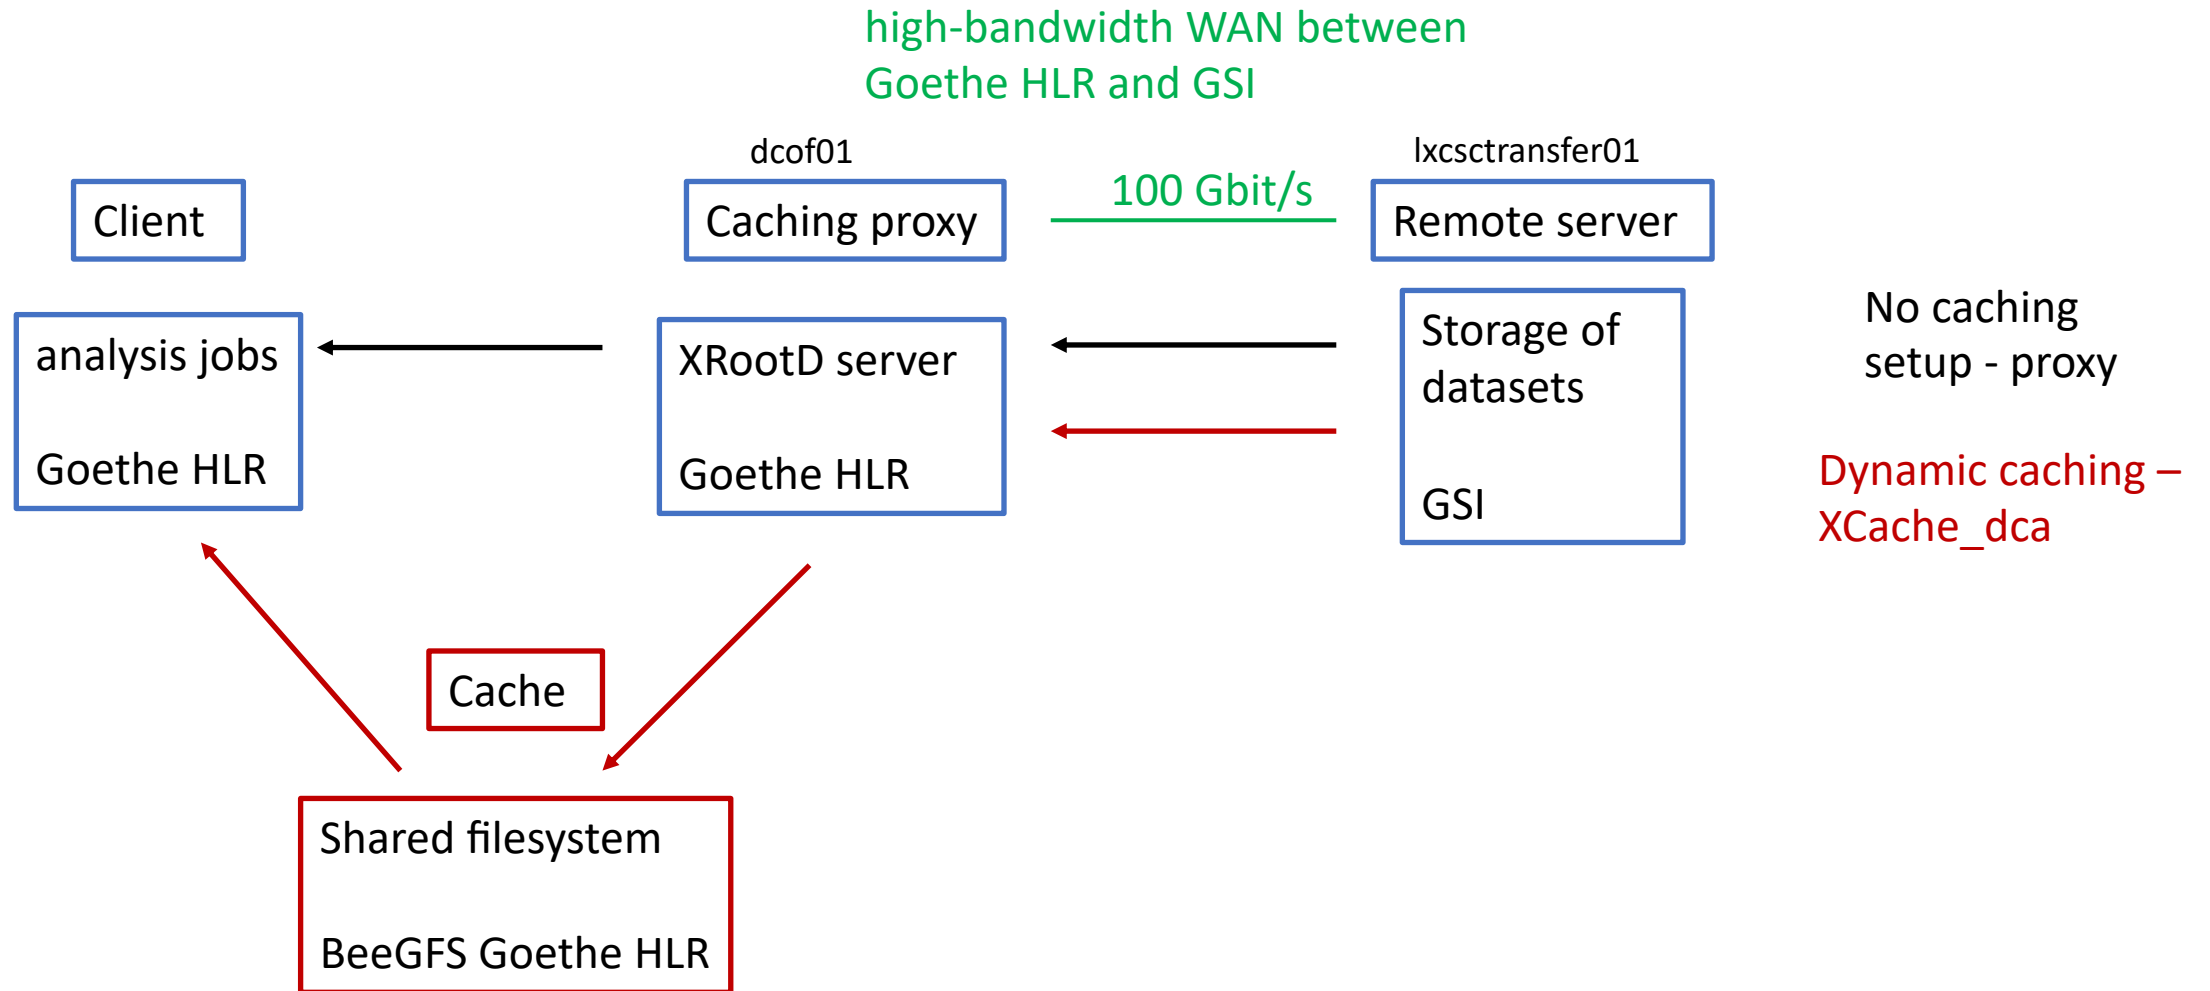 high-bandwidth WAN between
Goethe HLR and GSI
dcof01
lxcsctransfer01
Client
Caching proxy
100 Gbit/s
Remote server
analysis jobs
Goethe HLR
XRootD server
Goethe HLR
Storage of
datasets
GSI
No caching
setup - proxy
Dynamic caching –
XCache_dca
Cache
Shared filesystem
BeeGFS Goethe HLR